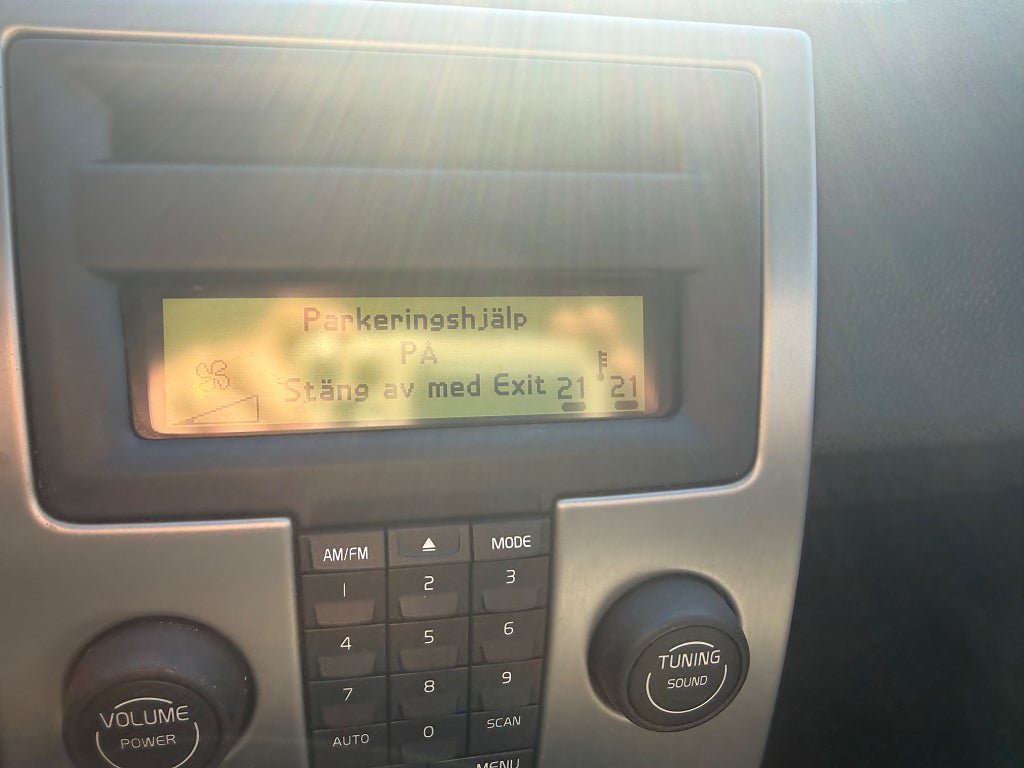 Parkeringshjälp
PÅ
Stäng av med Exit 21 21
AM/FM MODE
1 2 3
4 5 6
7 8 9
AUTO 0 SCAN
MENU
VOLUME
POWER
TUNING
SOUND